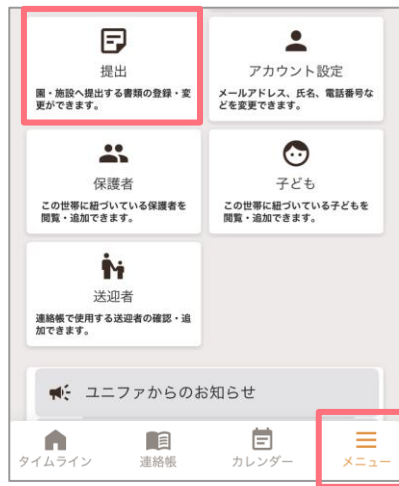 提出
園・施設へ提出する書類の登録・変
更ができます。
アカウント設定
メールアドレス、氏名、電話番号な
どを変更できます。
保護者
この世帯に紐づいている保護者を
閲覧・追加できます。
子ども
この世帯に紐づいている子どもを
閲覧・追加できます。
送迎者
連絡帳で使用する送迎者の確認・追
加できます。
ユニファからのお知らせ
タイムライン
連絡帳
カレンダー
メニュー